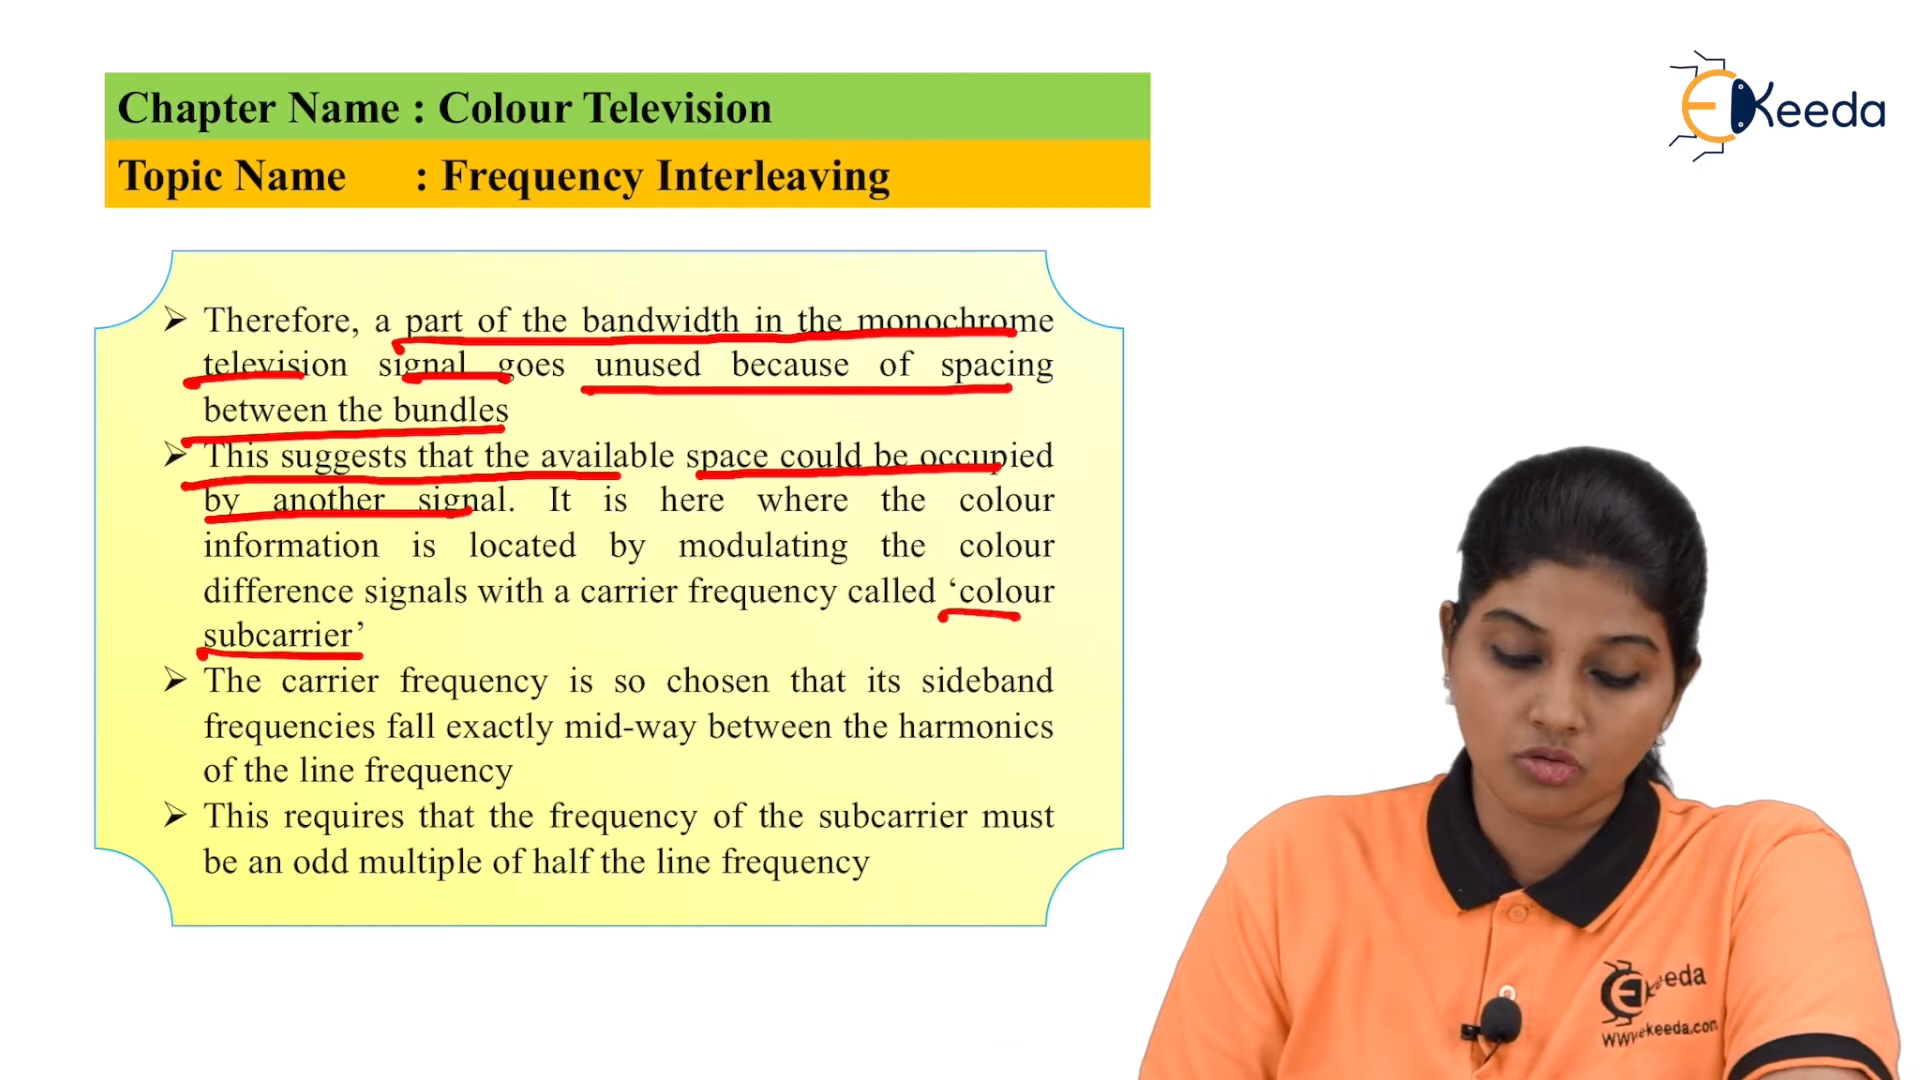 Chapter Name : Colour Television
Keeda
Topic Name : Frequency Interleaving
➢ Therefore, a part of the bandwidth in the monochrome
television signal goes unused because of spacing
between the bundles
➢ This suggests that the available space could be occupied
by another signal. It is here where the colour
information is located by modulating the colour
difference signals with a carrier frequency called ‘colour
subcarrier’
➢ The carrier frequency is so chosen that its sideband
frequencies fall exactly mid-way between the harmonics
of the line frequency
➢ This requires that the frequency of the subcarrier must
be an odd multiple of half the line frequency
Keeda
www.ekeeda.com